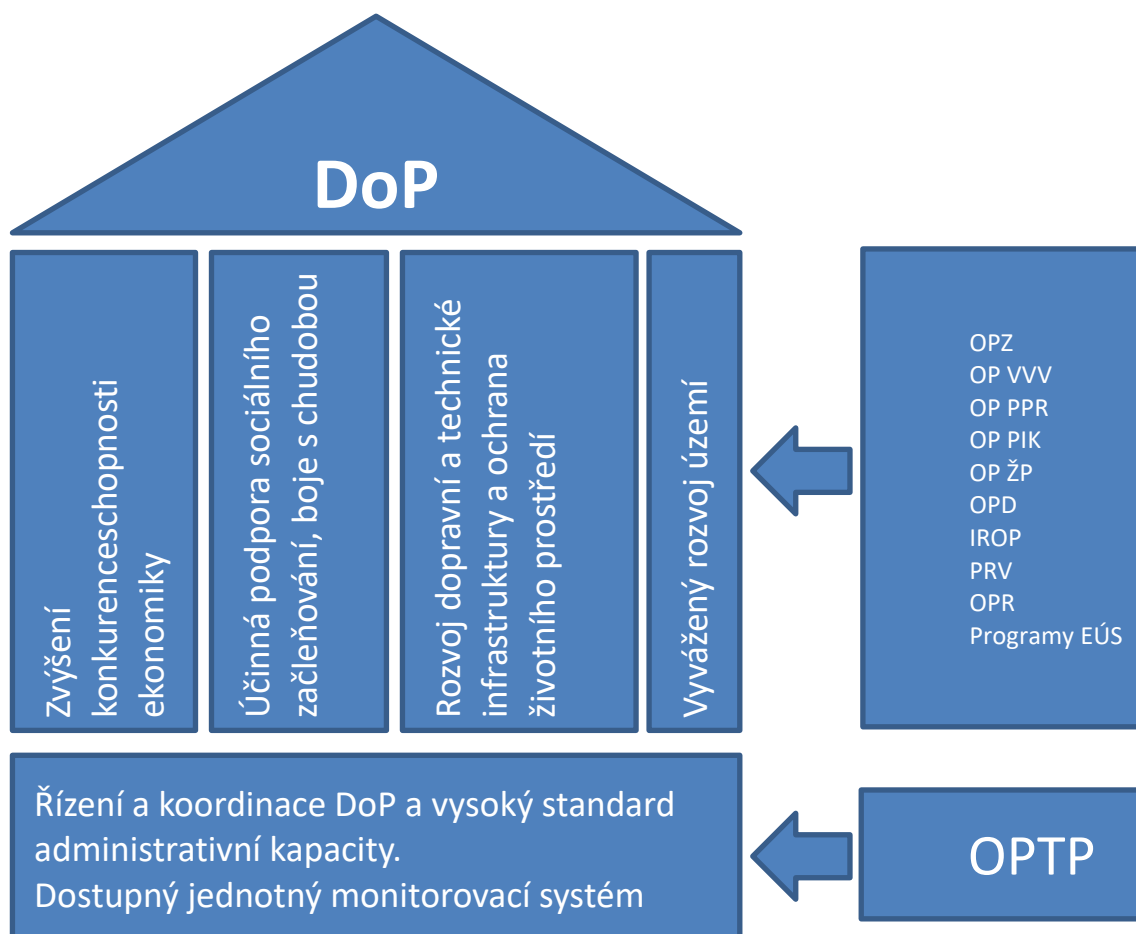 DoP
Zvýšení
konkurenceschopnosti
ekonomiky
Účinná podpora sociálního
začleňování, boje s chudobou
Rozvoj dopravní a technické
infrastruktury a ochrana
životního prostředí
Vyvážený rozvoj území
OPZ
OP VVV
OP PPR
OP PIK
OP ŽP
OPD
IROP
PRV
OPR
Programy EÚS
Řízení a koordinace DoP a vysoký standard
administrativní kapacity.
Dostupný jednotný monitorovací systém
OPTP